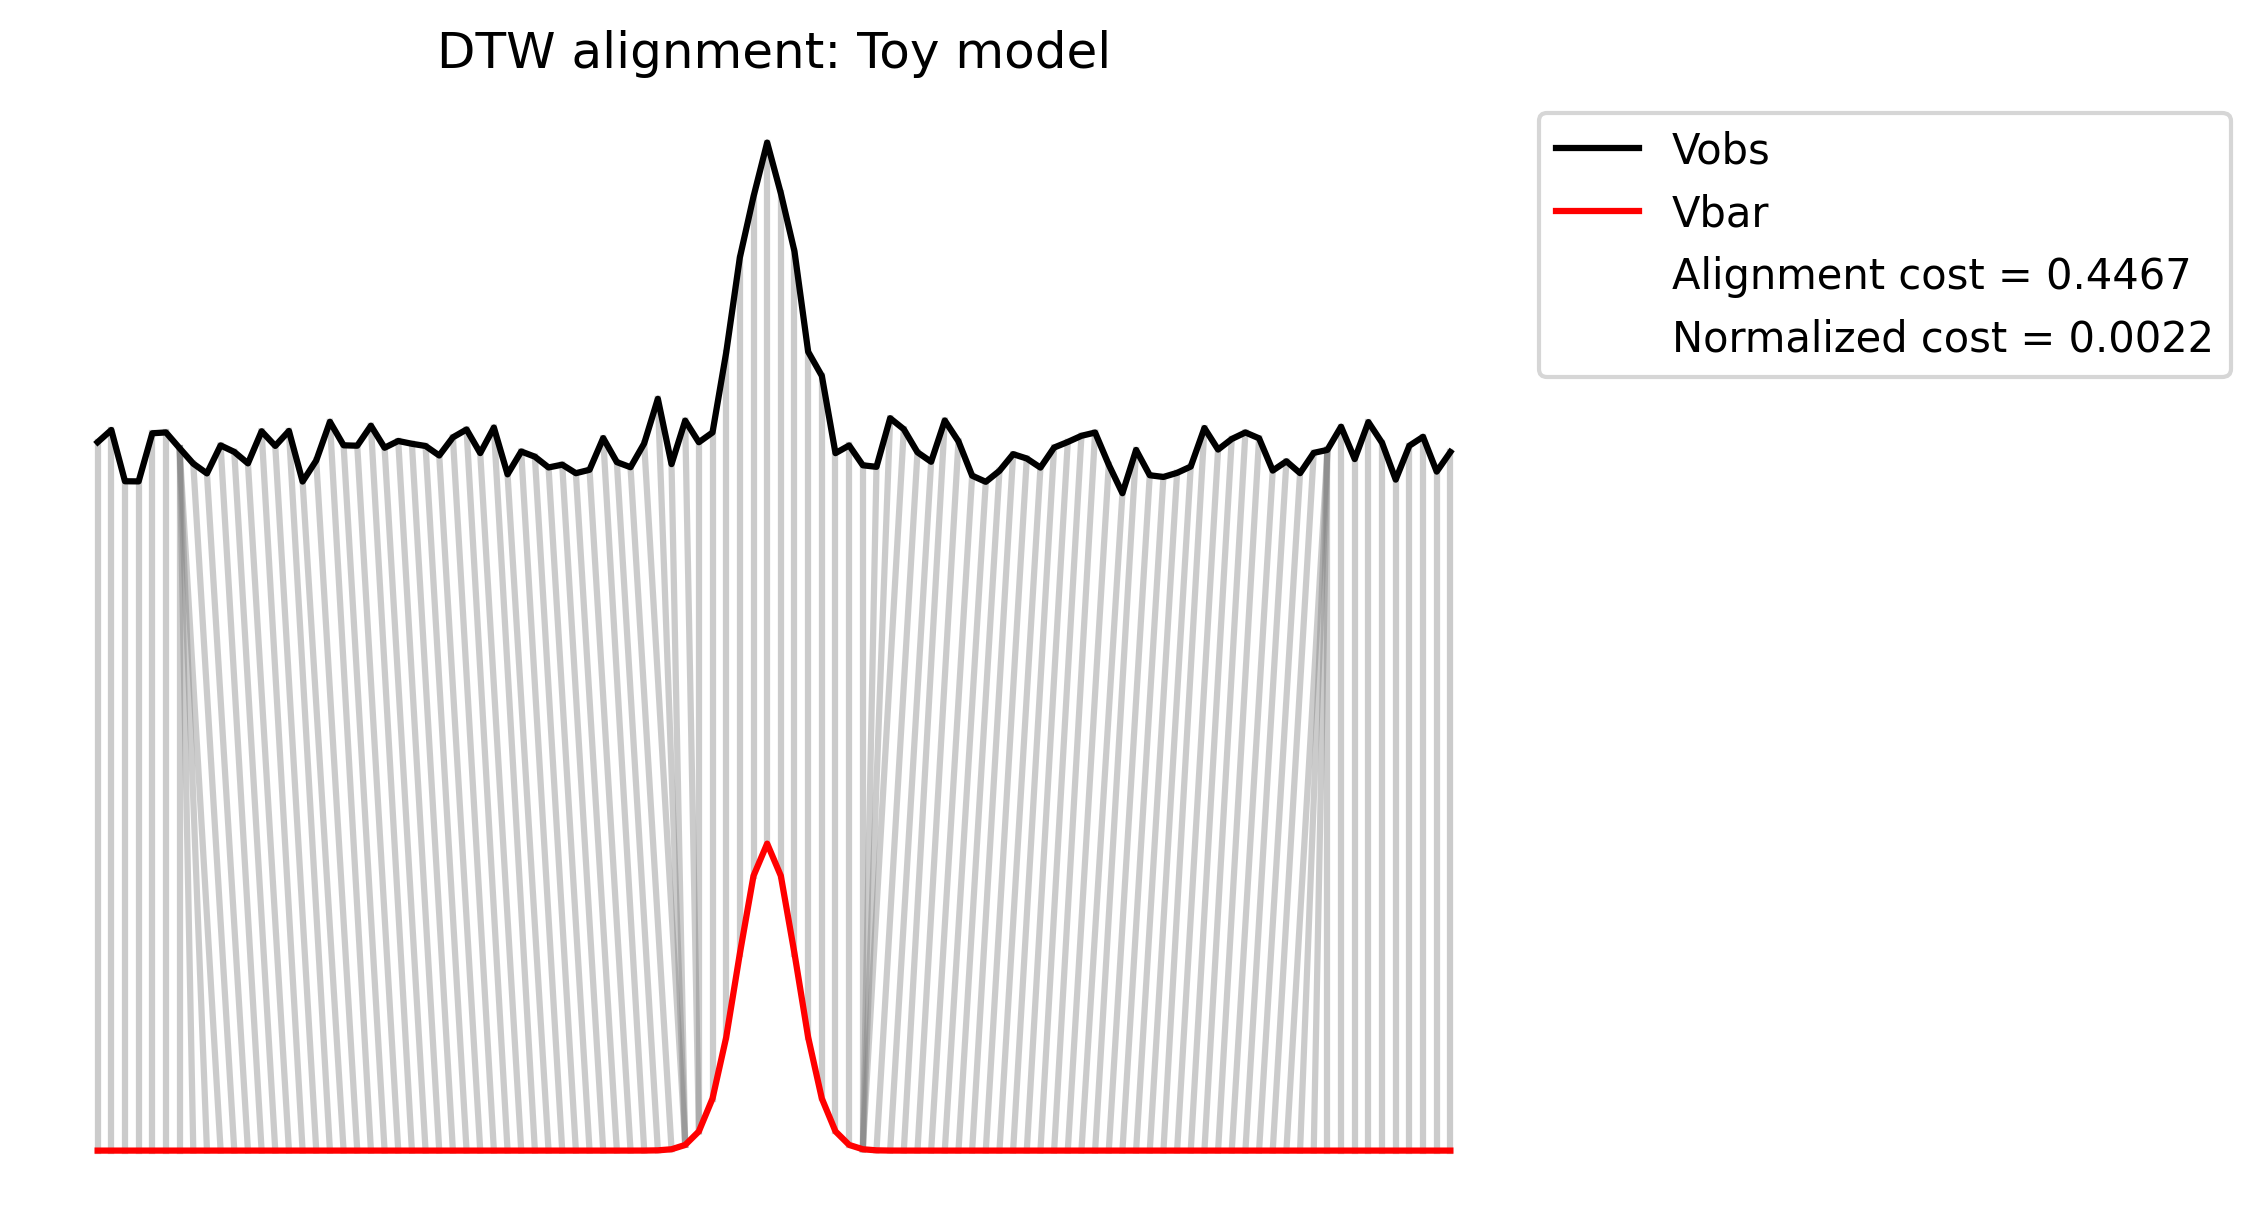 DTW alignment: Toy model
Vobs
Vbar
Alignment cost = 0.4467
Normalized cost = 0.0022